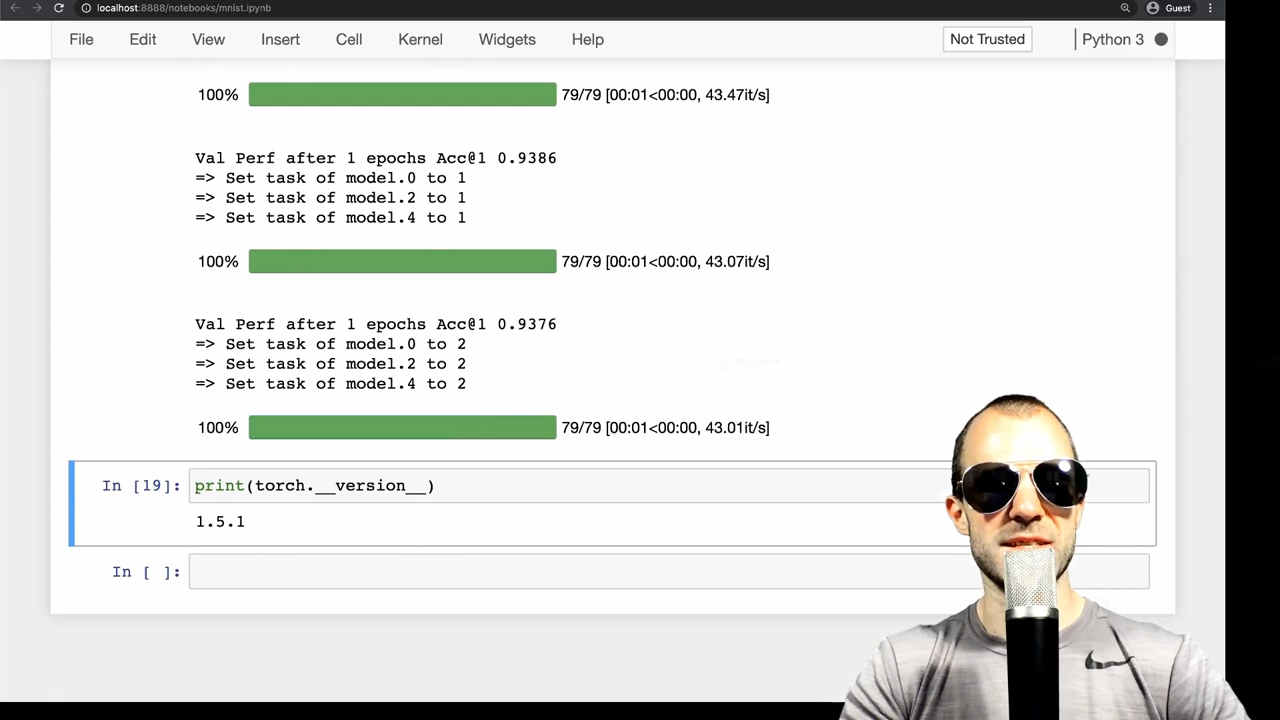 localhost:8888/notebooks/mnist.ipynb
Guest
File Edit View Insert Cell Kernel Widgets Help
Not Trusted
Python 3
100% 79/79 [00:01<00:00, 43.47it/s]
Val Perf after 1 epochs Acc@1 0.9386
=> Set task of model.0 to 1
=> Set task of model.2 to 1
=> Set task of model.4 to 1
100% 79/79 [00:01<00:00, 43.07it/s]
Val Perf after 1 epochs Acc@1 0.9376
=> Set task of model.0 to 2
=> Set task of model.2 to 2
=> Set task of model.4 to 2
100% 79/79 [00:01<00:00, 43.01it/s]
In [19]: print(torch.__version__)
1.5.1
In [ ]: